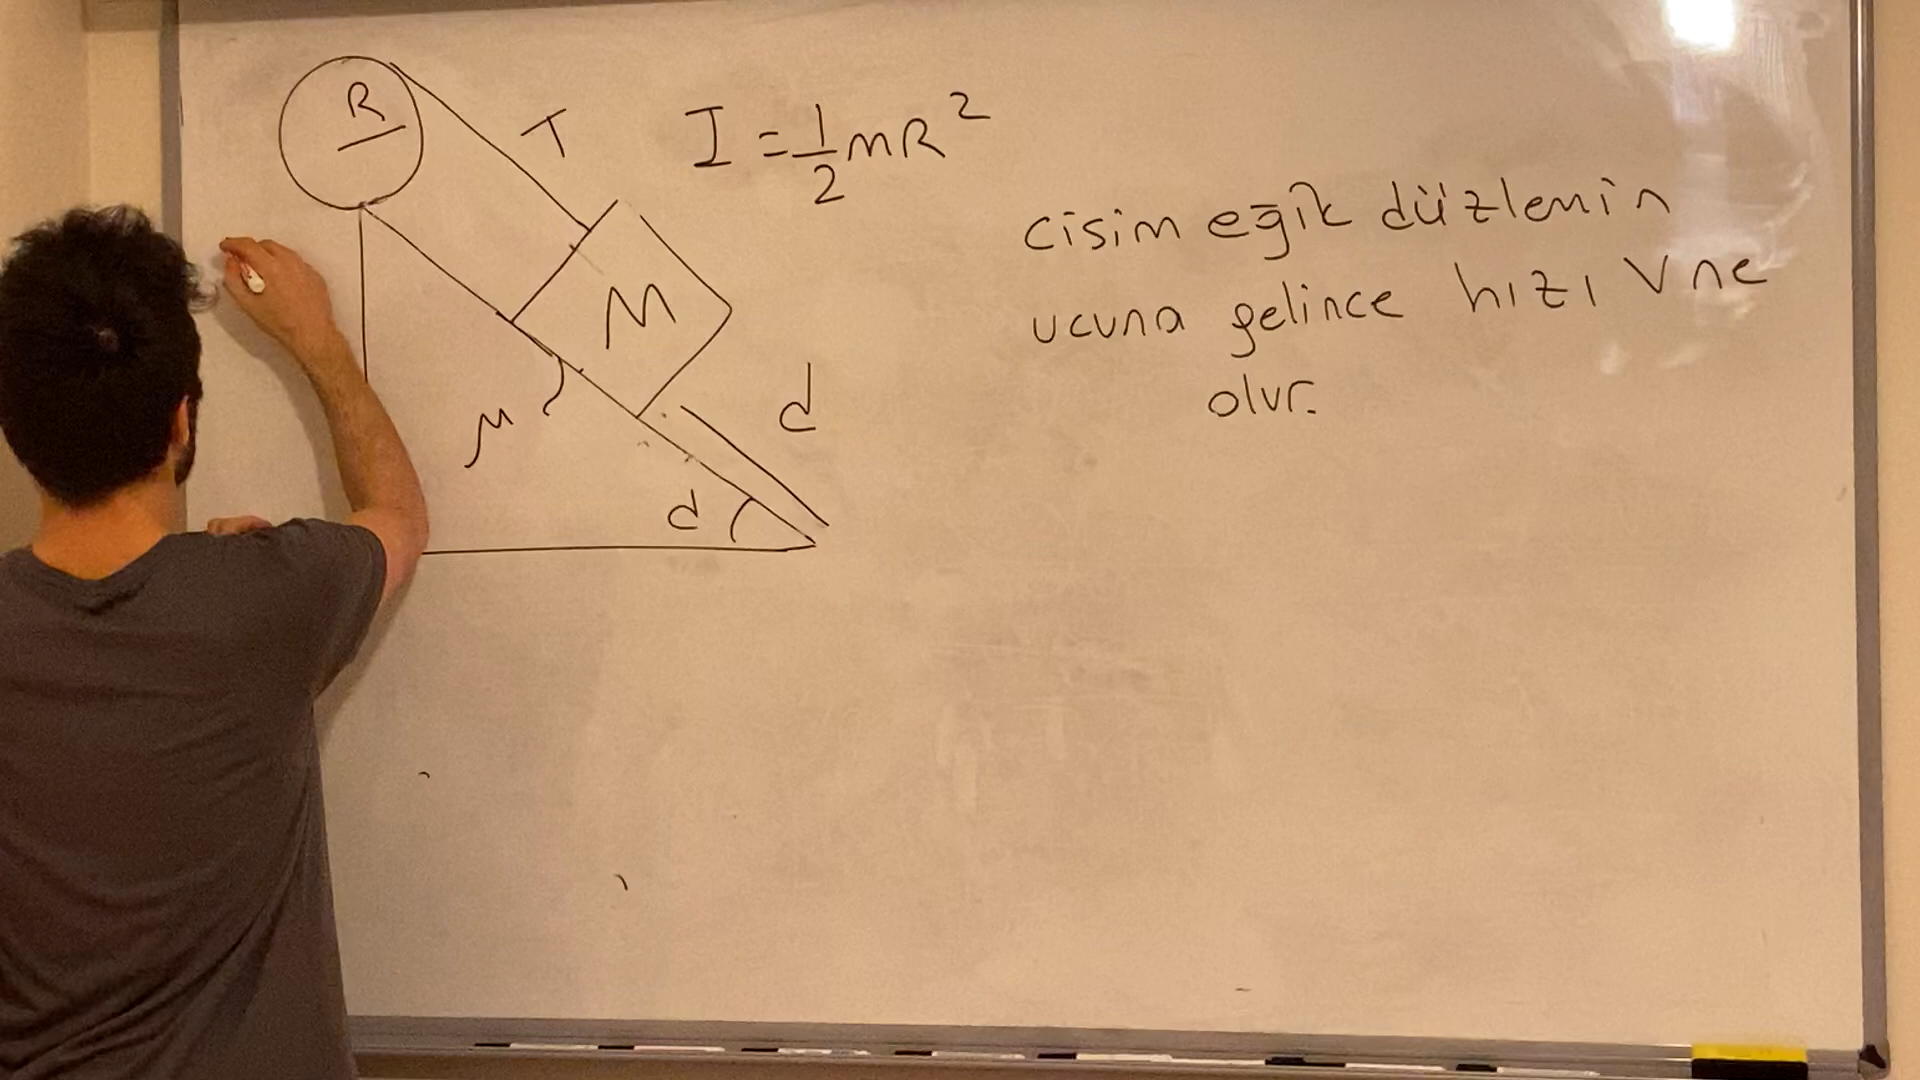 R
T
I = 1/2 mR²
M
μ
d
d
cisim eğik düzlemin
ucuna gelince hızı V ne
olur.